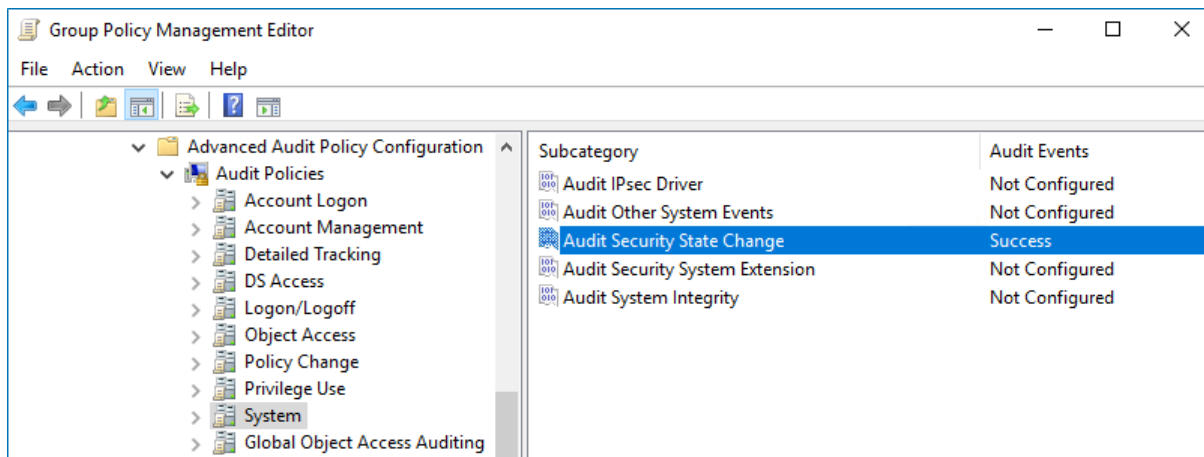 Group Policy Management Editor
File Action View Help
Advanced Audit Policy Configuration
Audit Policies
Account Logon
Account Management
Detailed Tracking
DS Access
Logon/Logoff
Object Access
Policy Change
Privilege Use
System
Global Object Access Auditing
Subcategory Audit Events
Audit IPsec Driver Not Configured
Audit Other System Events Not Configured
Audit Security State Change Success
Audit Security System Extension Not Configured
Audit System Integrity Not Configured